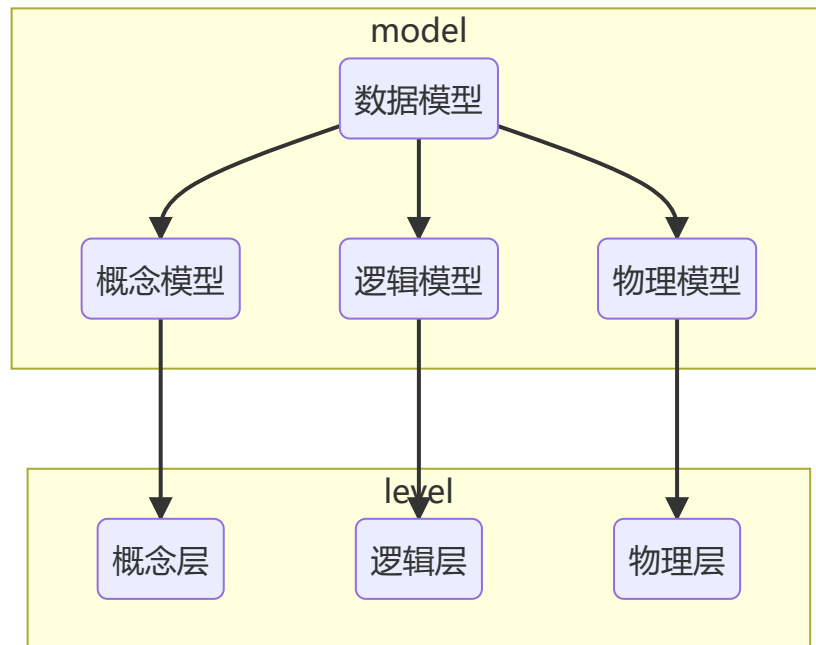 model
数据模型
概念模型
逻辑模型
物理模型
level
概念层
逻辑层
物理层